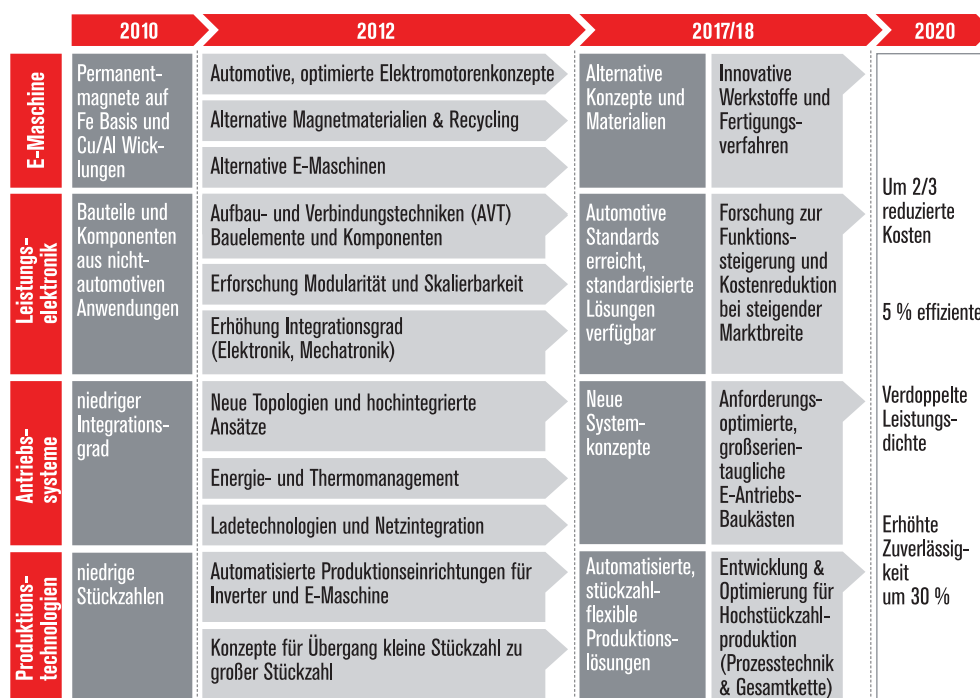 2010
2012
2017/18
2020
E-Maschine
Permanent-
magnete auf
Fe Basis und
Cu/Al Wick-
lungen
Automotive, optimierte Elektromotorenkonzepte
Alternative Magnetmaterialien & Recycling
Alternative E-Maschinen
Alternative
Konzepte und
Materialien
Innovative
Werkstoffe und
Fertigungs-
verfahren
Leistungs-
elektronik
Bauteile und
Komponenten
aus nicht-
automotiven
Anwendungen
Aufbau- und Verbindungstechniken (AVT)
Bauelemente und Komponenten
Erforschung Modularität und Skalierbarkeit
Erhöhung Integrationsgrad
(Elektronik, Mechatronik)
Automotive
Standards
erreicht,
standardisierte
Lösungen
verfügbar
Forschung zur
Funktions-
steigerung und
Kostenreduktion
bei steigender
Marktbreite
Antriebs-
systeme
niedriger
Integrations-
grad
Neue Topologien und hochintegrierte
Ansätze
Energie- und Thermomanagement
Ladetechnologien und Netzintegration
Neue
System-
konzepte
Anforderungs-
optimierte,
großserien-
taugliche
E-Antriebs-
Baukästen
Produktions-
technologien
niedrige
Stückzahlen
Automatisierte Produktionseinrichtungen für
Inverter und E-Maschine
Konzepte für Übergang kleine Stückzahl zu
großer Stückzahl
Automatisierte,
stückzahl-
flexible
Produktions-
lösungen
Entwicklung &
Optimierung für
Hochstückzahl-
produktion
(Prozesstechnik
& Gesamtkette)
Um 2/3
reduzierte
Kosten
5 % effiziente
Verdoppelte
Leistungs-
dichte
Erhöhte
Zuverlässig-
keit
um 30 %